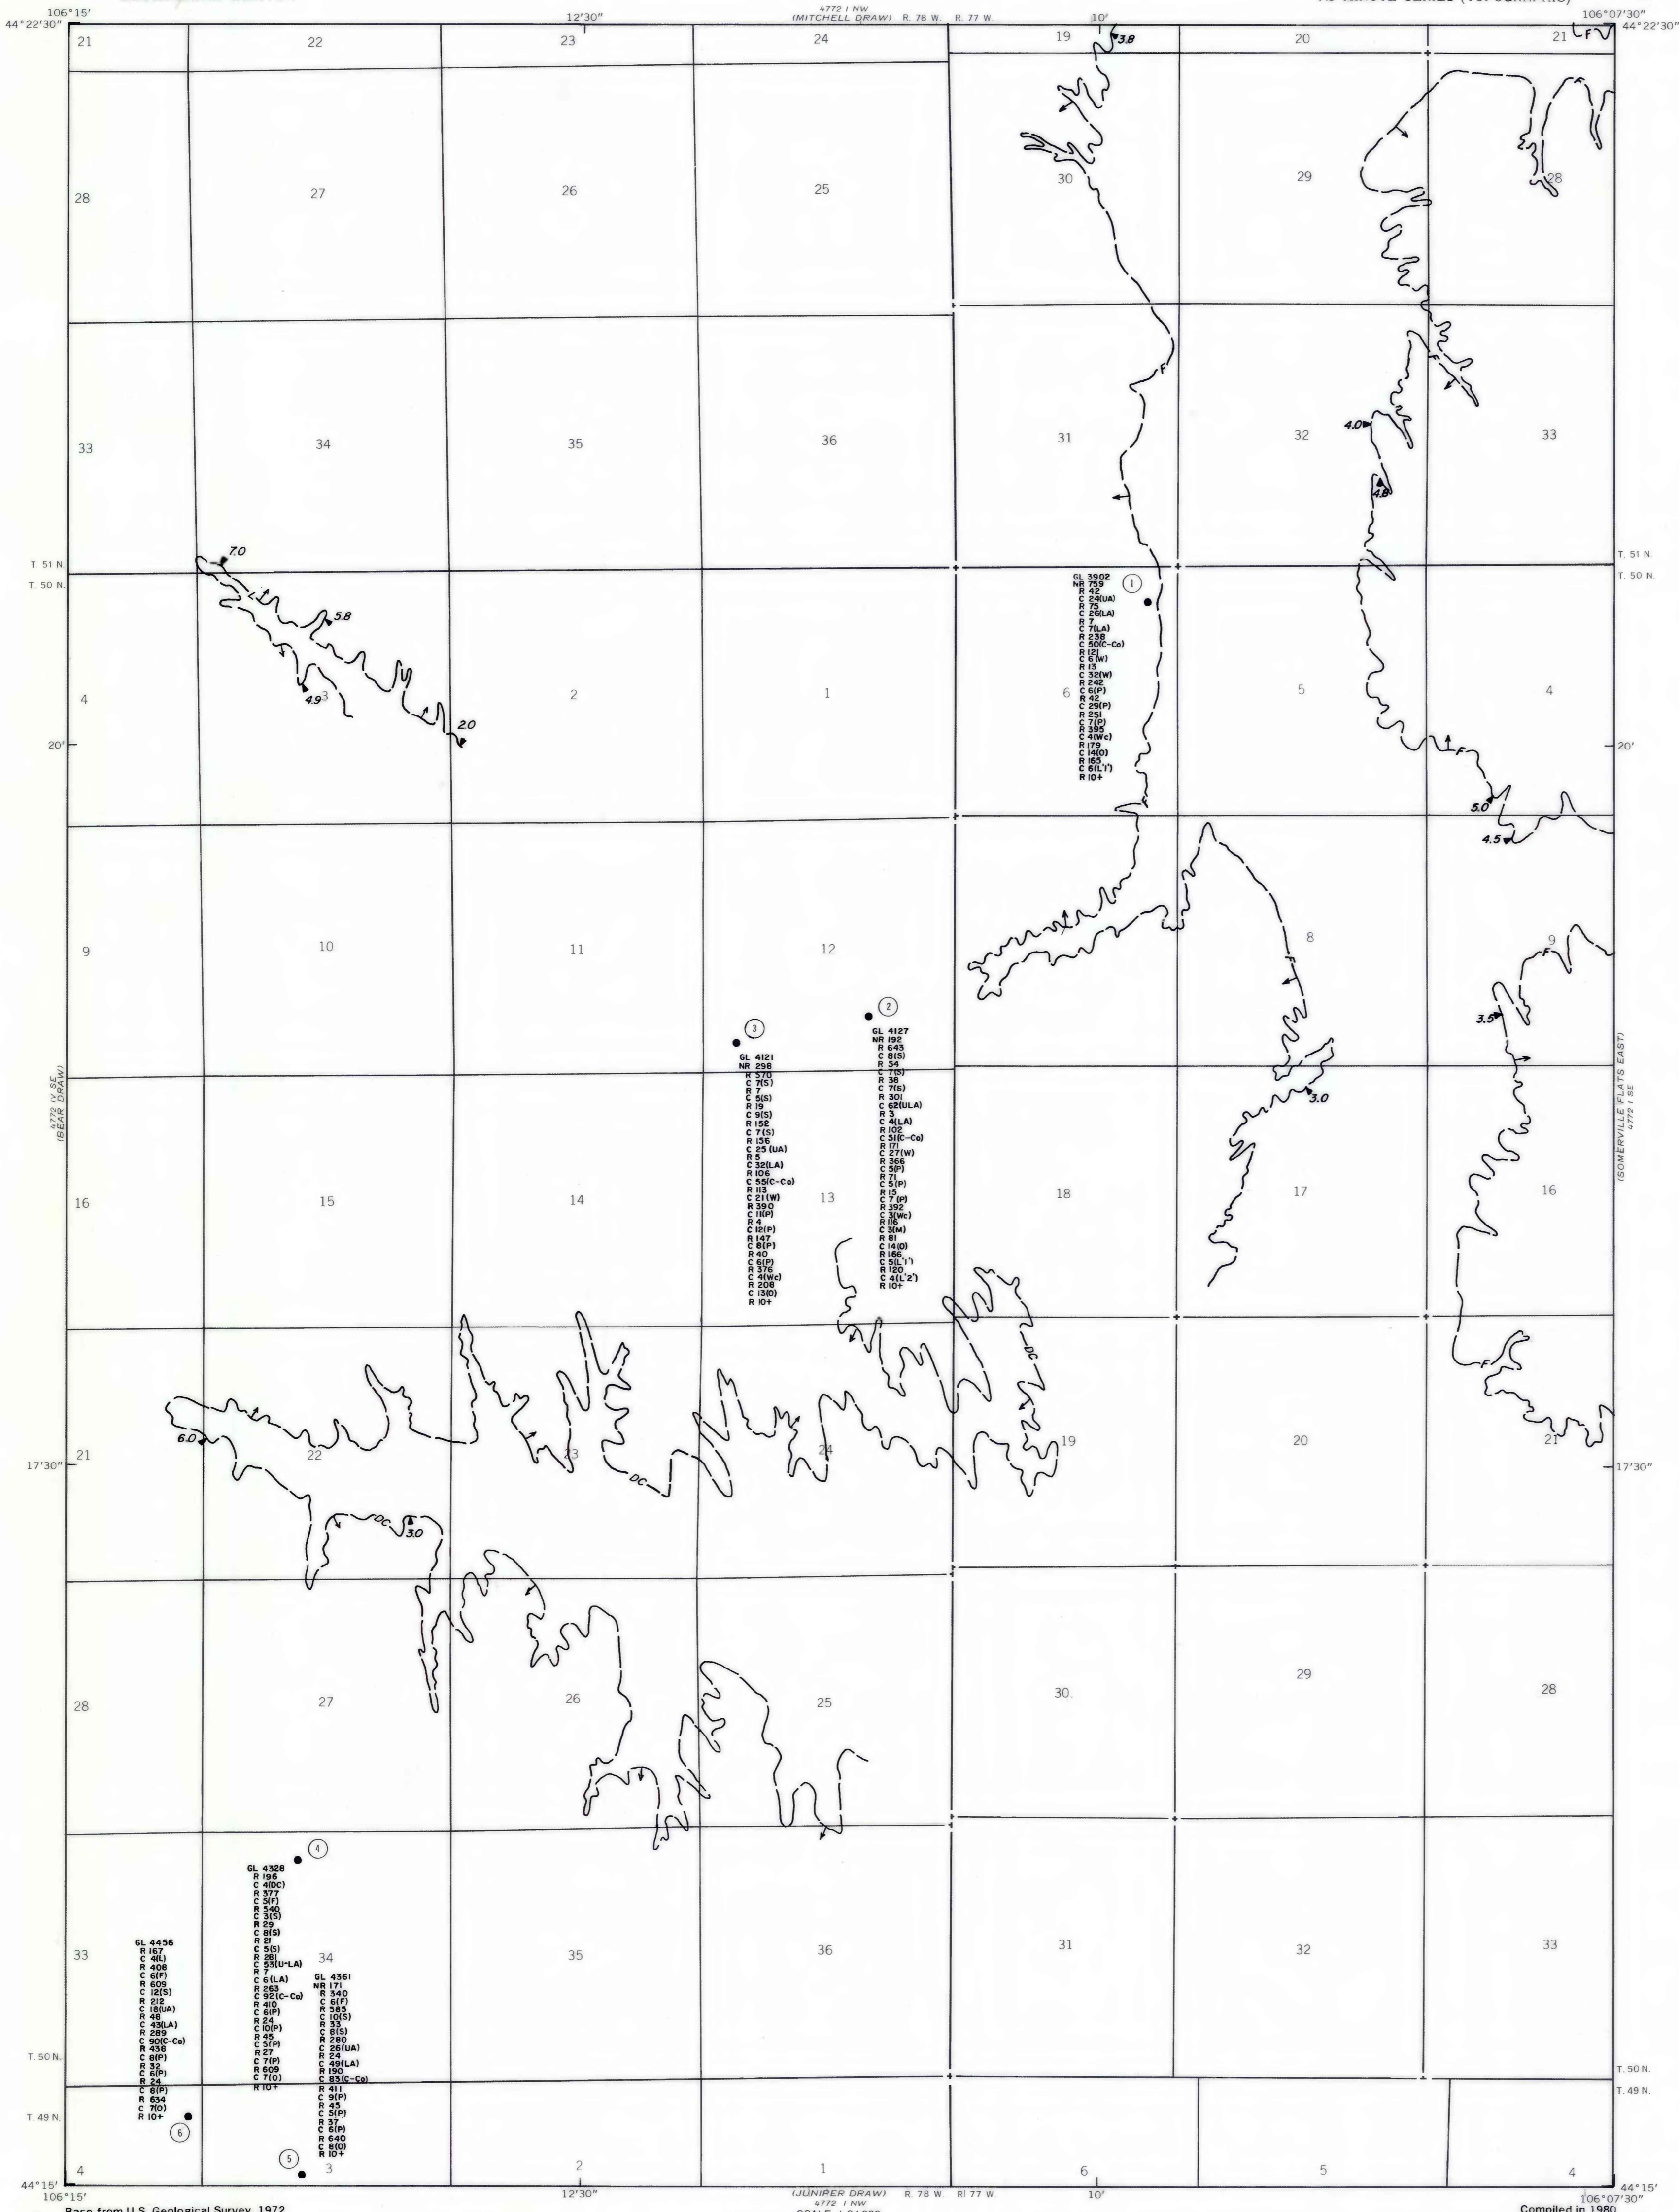 106°15'
12'30"
4772 I NW
(MITCHELL DRAW) R. 78 W. R. 77 W.
10'
106°07'30"
44°22'30"
44°22'30"
21
22
23
24
19
20
21
F
3.8
28
27
26
25
30
29
28
33
34
35
36
31
32
33
F
F
4.0
4.8
T. 51 N.
T. 50 N.
T. 51 N.
T. 50 N.
7.0
L
5.8
4.9
2.0
4
3
2
1
6
5
4
1
GL 3902
NR 759
R 42
C 24(UA)
R 75
C 26(LA)
R 7
C 7(LA)
R 238
C 50(C-Co)
R 121
C 6(W)
R 13
C 32(W)
R 242
C 6(P)
R 42
C 29(P)
R 251
C 7(P)
R 395
C 4(Wc)
R 179
C 14(O)
R 165
C 6(L'1')
R 10+
20'
20'
F
F
5.0
4.5
9
10
11
12
8
9
F
F
3.5
3.0
2
GL 4127
NR 192
R 643
C 8(S)
R 54
C 7(S)
R 38
C 7(S)
R 301
C 62(ULA)
R 3
C 4(LA)
R 102
C 51(C-Co)
R 171
C 27(W)
R 366
C 5(P)
R 71
C 5(P)
R 15
C 7(P)
R 392
C 3(Wc)
R 116
C 3(M)
R 81
C 14(O)
R 166
C 5(L'1')
R 120
C 4(L'2')
R 10+
3
GL 4121
NR 298
R 570
C 7(S)
R 7
C 5(S)
R 19
C 9(S)
R 152
C 7(S)
R 156
C 25(UA)
R 5
C 32(LA)
R 106
C 55(C-Co)
R 113
C 21(W)
R 390
C 11(P)
R 4
C 12(P)
R 147
C 8(P)
R 40
C 6(P)
R 376
C 4(Wc)
R 208
C 13(O)
R 10+
4772 IV SE
(BEAR DRAW)
(SOMERVILLE FLATS EAST)
4772 I SE
16
15
14
13
18
17
16
DC
F
21
22
23
24
19
20
21
6.0
DC
DC
3.0
17'30"
17'30"
28
27
26
25
30.
29
28
4
GL 4328
R 196
C 4(DC)
R 377
C 5(F)
R 540
C 3(S)
R 29
C 8(S)
R 21
C 5(S)
R 281
C 53(U-LA)
R 7
C 6(LA)
R 263
C 92(C-Co)
R 410
C 6(P)
R 24
C 10(P)
R 45
C 5(P)
R 27
C 7(P)
R 609
C 7(O)
R 10+
33
34
35
36
31
32
33
GL 4456
R 167
C 4(L)
R 408
C 6(F)
R 609
C 12(S)
R 212
C 18(UA)
R 48
C 43(LA)
R 289
C 90(C-Co)
R 438
C 8(P)
R 32
C 6(P)
R 24
C 8(P)
R 634
C 7(O)
R 10+
6
GL 4361
NR 171
R 340
C 6(F)
R 585
C 10(S)
R 33
C 8(S)
R 280
C 26(UA)
R 24
C 49(LA)
R 190
C 83(C-Co)
R 411
C 9(P)
R 45
C 5(P)
R 37
C 6(P)
R 640
C 8(O)
R 10+
5
T. 50 N.
T. 49 N.
T. 50 N.
T. 49 N.
4
3
2
1
6
5
4
44°15'
44°15'
106°15'
12'30"
(JUNIPER DRAW) R. 78 W. R. 77 W.
4772 I NW
10'
106°07'30"
Base from U.S. Geological Survey, 1972
Compiled in 1980